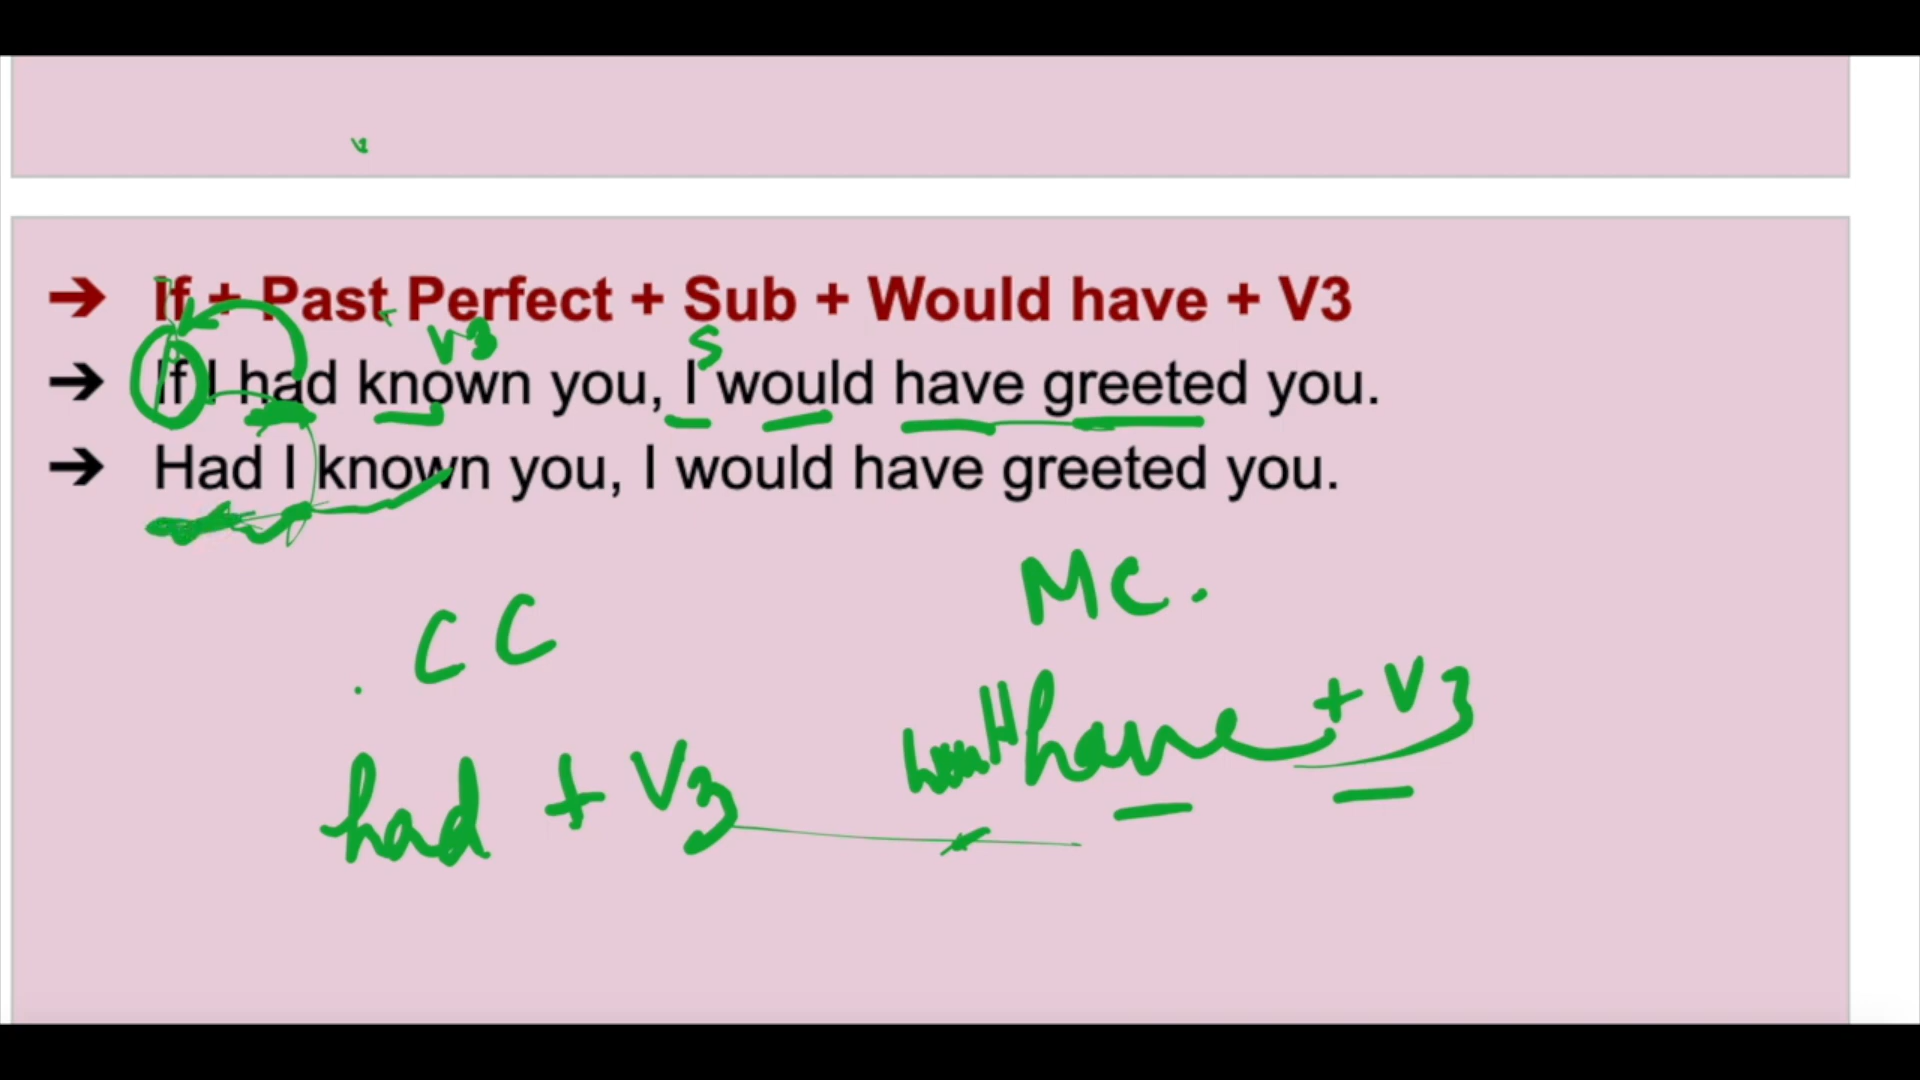 ➔ If + Past Perfect + Sub + Would have + V3
V3 S
➔ If I had known you, I would have greeted you.
➔ Had I known you, I would have greeted you.
MC.
CC
have + V3
had + V3